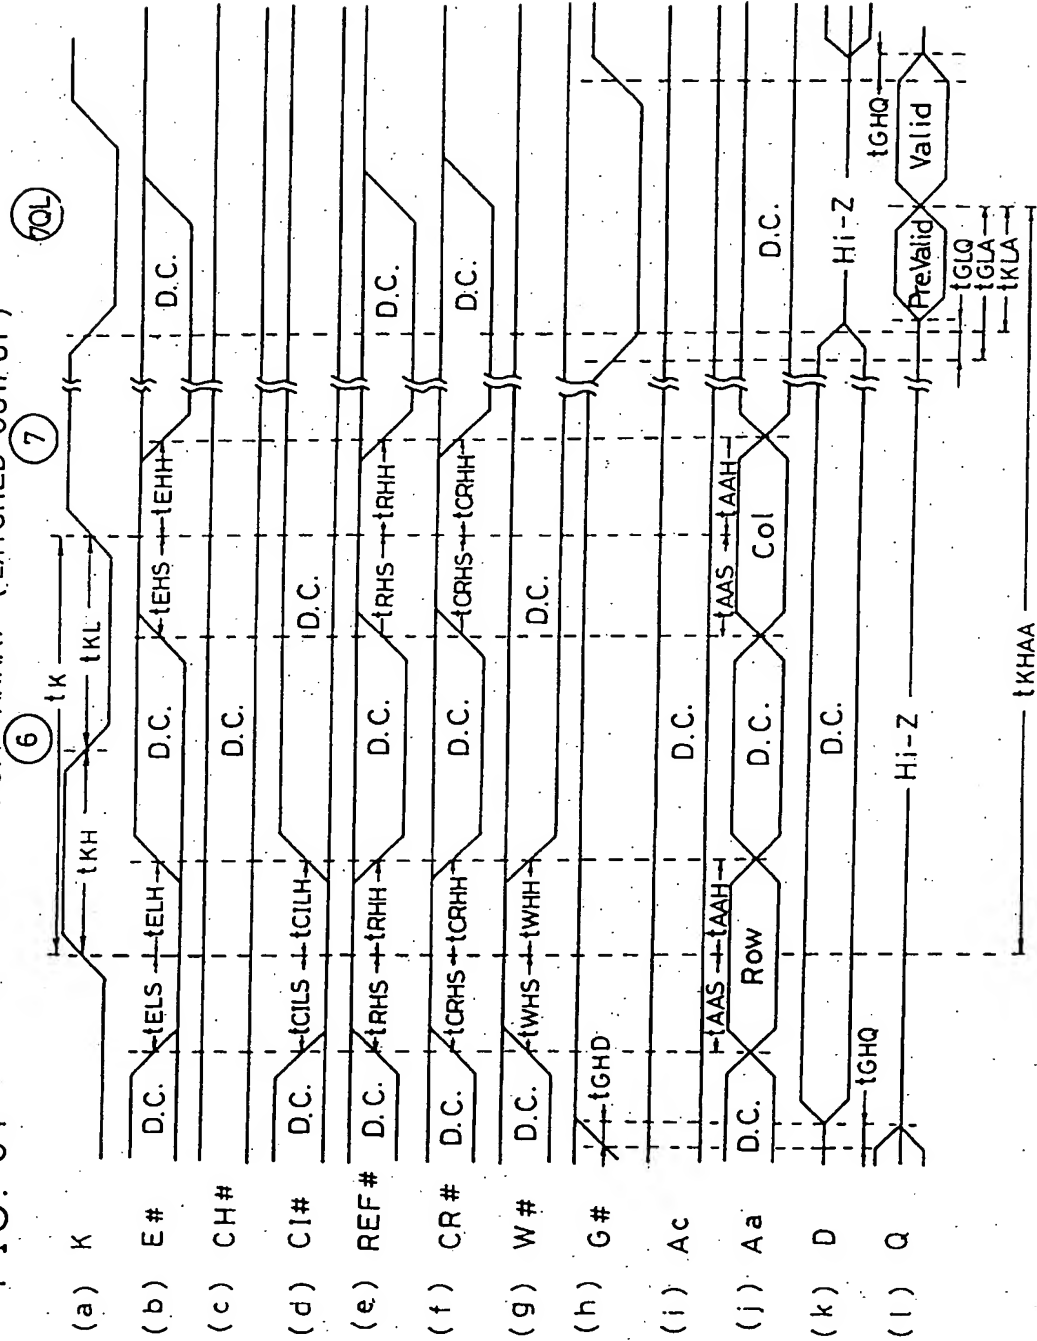 (LATCHED OUTPUT)
6
7
7QL
(a) K
tK
tKH
tKL
(b) E#
D.C.
tELS
tELH
D.C.
tEHS
tEHH
D.C.
(c) CH#
D.C.
(d) CI#
D.C.
tCILS
tCILH
D.C.
(e) REF#
D.C.
tRHS
tRHH
D.C.
tRHS
tRHH
D.C.
(f) CR#
D.C.
tCRHS
tCRHH
D.C.
tCRHS
tCRHH
D.C.
(g) W#
D.C.
tWHS
tWHH
D.C.
(h) G#
tGHD
(i) Ac
D.C.
tAAS
tAAH
tAAS
tAAH
(j) Aa
D.C.
Row
D.C.
Col
D.C.
(k) D
D.C.
Hi-Z
tGHQ
tGHQ
(l) Q
Hi-Z
Pre.Valid
Valid
tGLQ
tGLA
tKLA
tKHAA